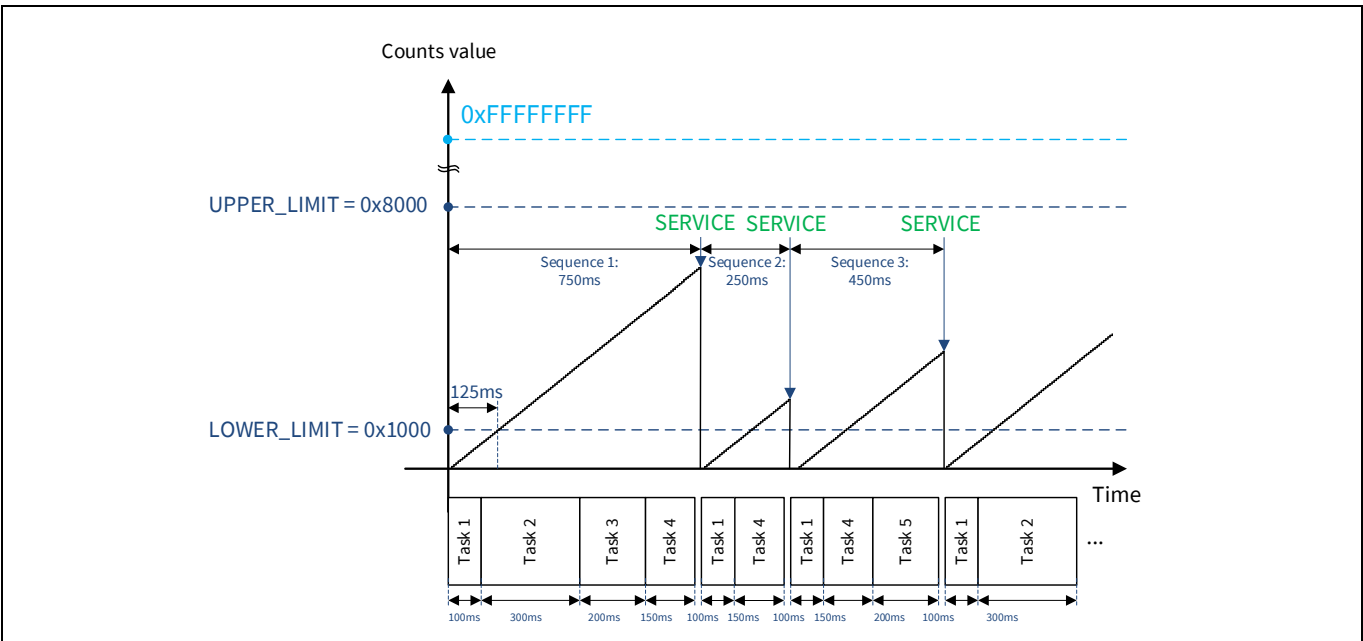 Counts value
0xFFFFFFFF
UPPER_LIMIT = 0x8000
SERVICE SERVICE SERVICE
Sequence 1:
750ms
Sequence 2:
250ms
Sequence 3:
450ms
125ms
LOWER_LIMIT = 0x1000
Time
Task 1 Task 2 Task 3 Task 4 Task 1 Task 4 Task 1 Task 4 Task 5 Task 1 Task 2 ...
100ms 300ms 200ms 150ms 100ms 150ms 100ms 150ms 200ms 100ms 300ms